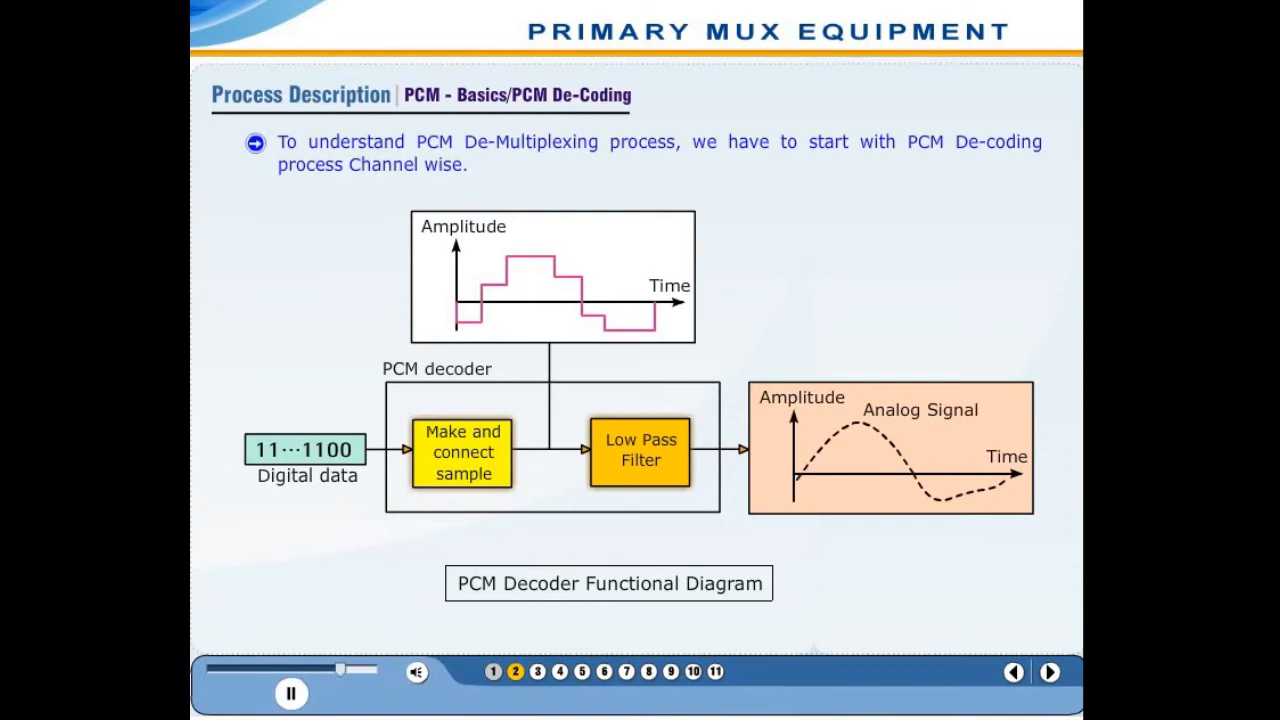 PRIMARY MUX EQUIPMENT
Process Description | PCM - Basics/PCM De-Coding
To understand PCM De-Multiplexing process, we have to start with PCM De-coding
process Channel wise.
Amplitude
Time
PCM decoder
11···1100
Digital data
Make and
connect
sample
Low Pass
Filter
Amplitude
Analog Signal
Time
PCM Decoder Functional Diagram
1 2 3 4 5 6 7 8 9 10 11